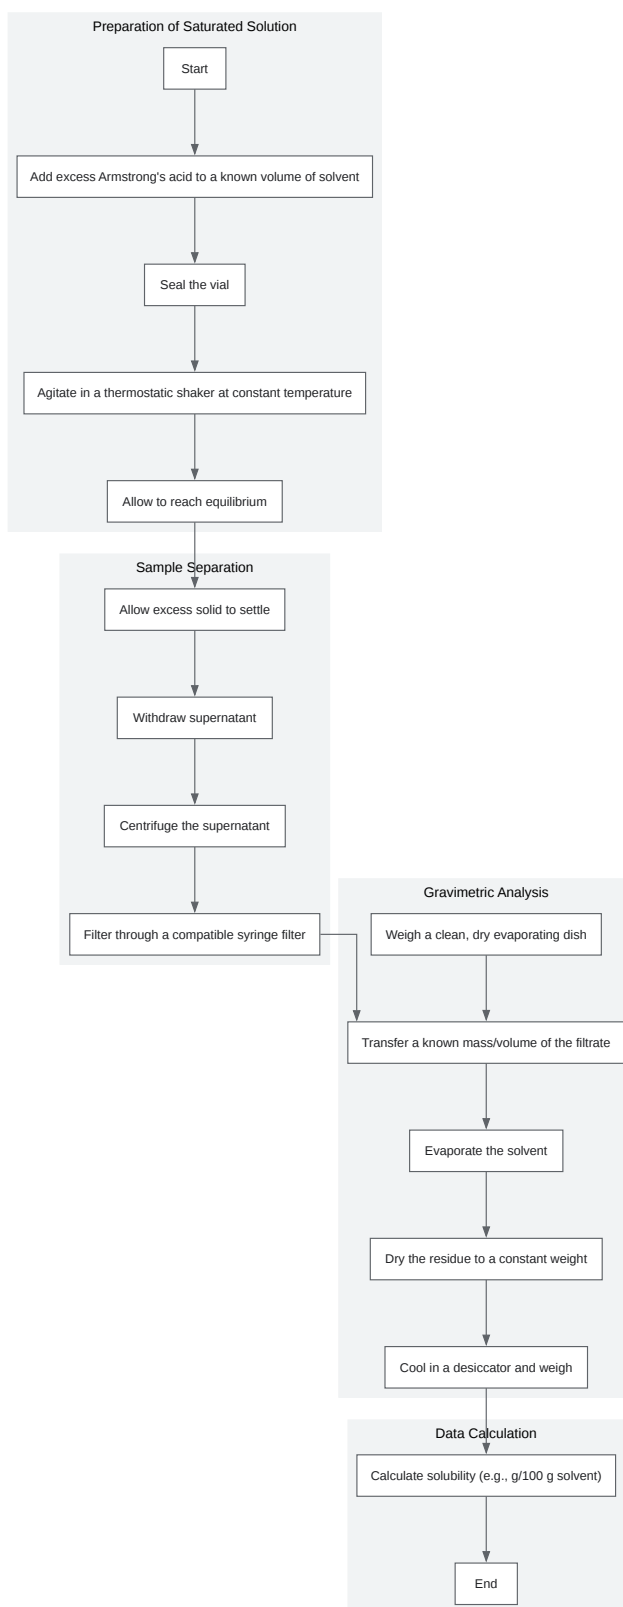 Preparation of Saturated Solution
Start
Add excess Armstrong's acid to a known volume of solvent
Seal the vial
Agitate in a thermostatic shaker at constant temperature
Allow to reach equilibrium
Sample Separation
Allow excess solid to settle
Withdraw supernatant
Centrifuge the supernatant
Filter through a compatible syringe filter
Gravimetric Analysis
Weigh a clean, dry evaporating dish
Transfer a known mass/volume of the filtrate
Evaporate the solvent
Dry the residue to a constant weight
Cool in a desiccator and weigh
Data Calculation
Calculate solubility (e.g., g/100 g solvent)
End